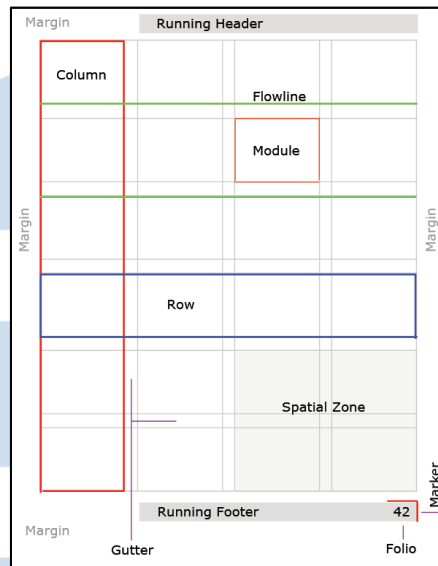 Margin
Running Header
Column
Flowline
Module
Margin
Margin
Row
Spatial Zone
Marker
Running Footer
42
Margin
Gutter
Folio